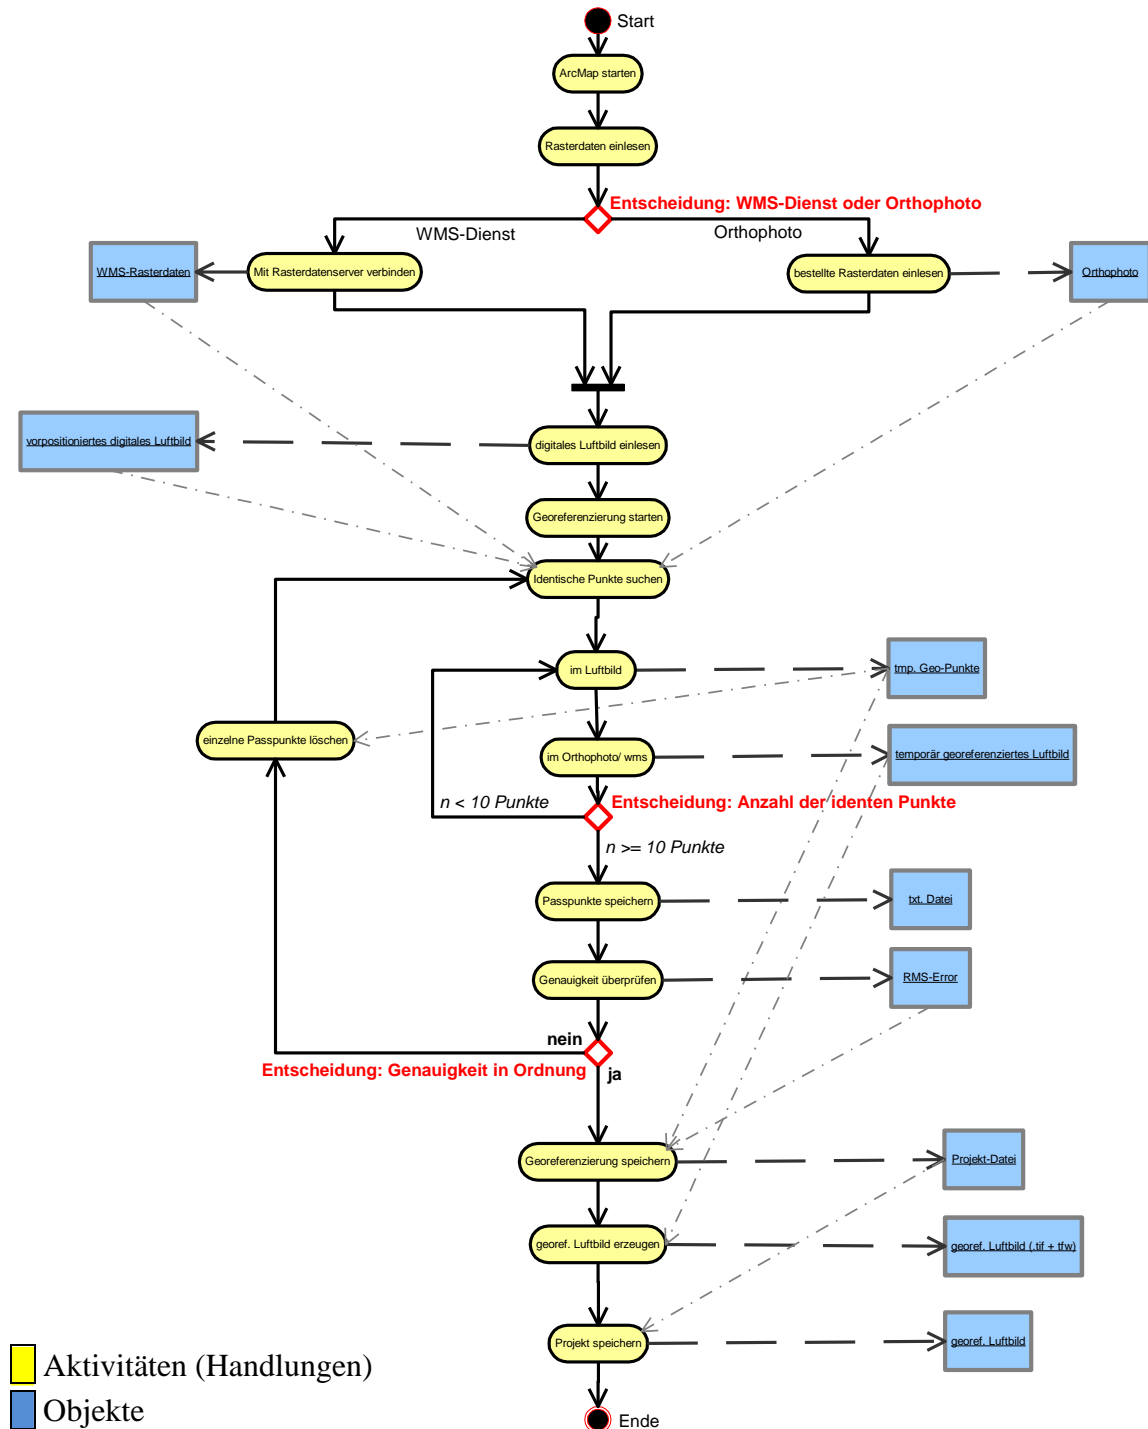 Start
ArcMap starten
Rasterdaten einlesen
Entscheidung: WMS-Dienst oder Orthophoto
WMS-Dienst
Orthophoto
WMS-Rasterdaten
Mit Rasterdatenserver verbinden
bestellte Rasterdaten einlesen
Orthophoto
vorpositioniertes digitales Luftbild
digitales Luftbild einlesen
Georeferenzierung starten
Identische Punkte suchen
im Luftbild
tmp. Geo-Punkte
einzelne Passpunkte löschen
im Orthophoto/ wms
temporär georeferenziertes Luftbild
n < 10 Punkte
Entscheidung: Anzahl der identen Punkte
n >= 10 Punkte
Passpunkte speichern
txt. Datei
Genauigkeit überprüfen
RMS-Error
nein
Entscheidung: Genauigkeit in Ordnung
ja
Georeferenzierung speichern
Projekt-Datei
georef. Luftbild erzeugen
georef. Luftbild (.tif + tfw)
Projekt speichern
georef. Luftbild
Aktivitäten (Handlungen)
Objekte
Ende